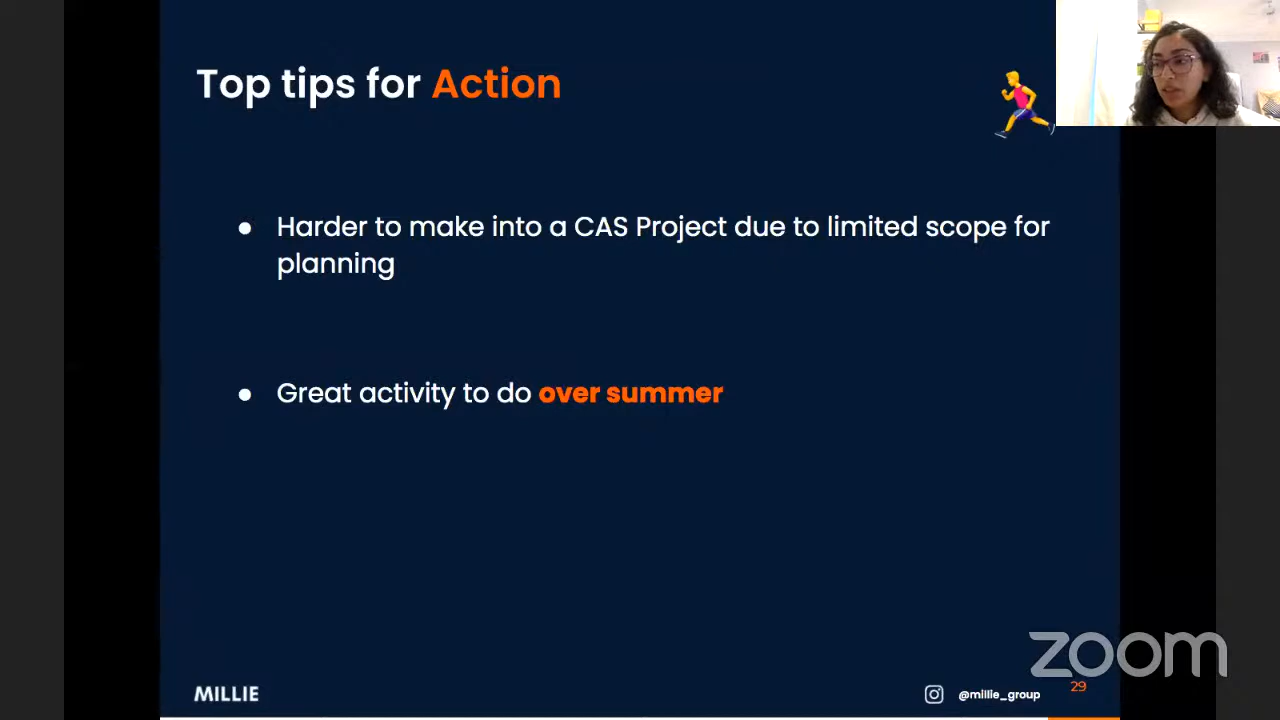 Top tips for Action
● Harder to make into a CAS Project due to limited scope for
planning
● Great activity to do over summer
zoom
MILLIE
@millie_group
29